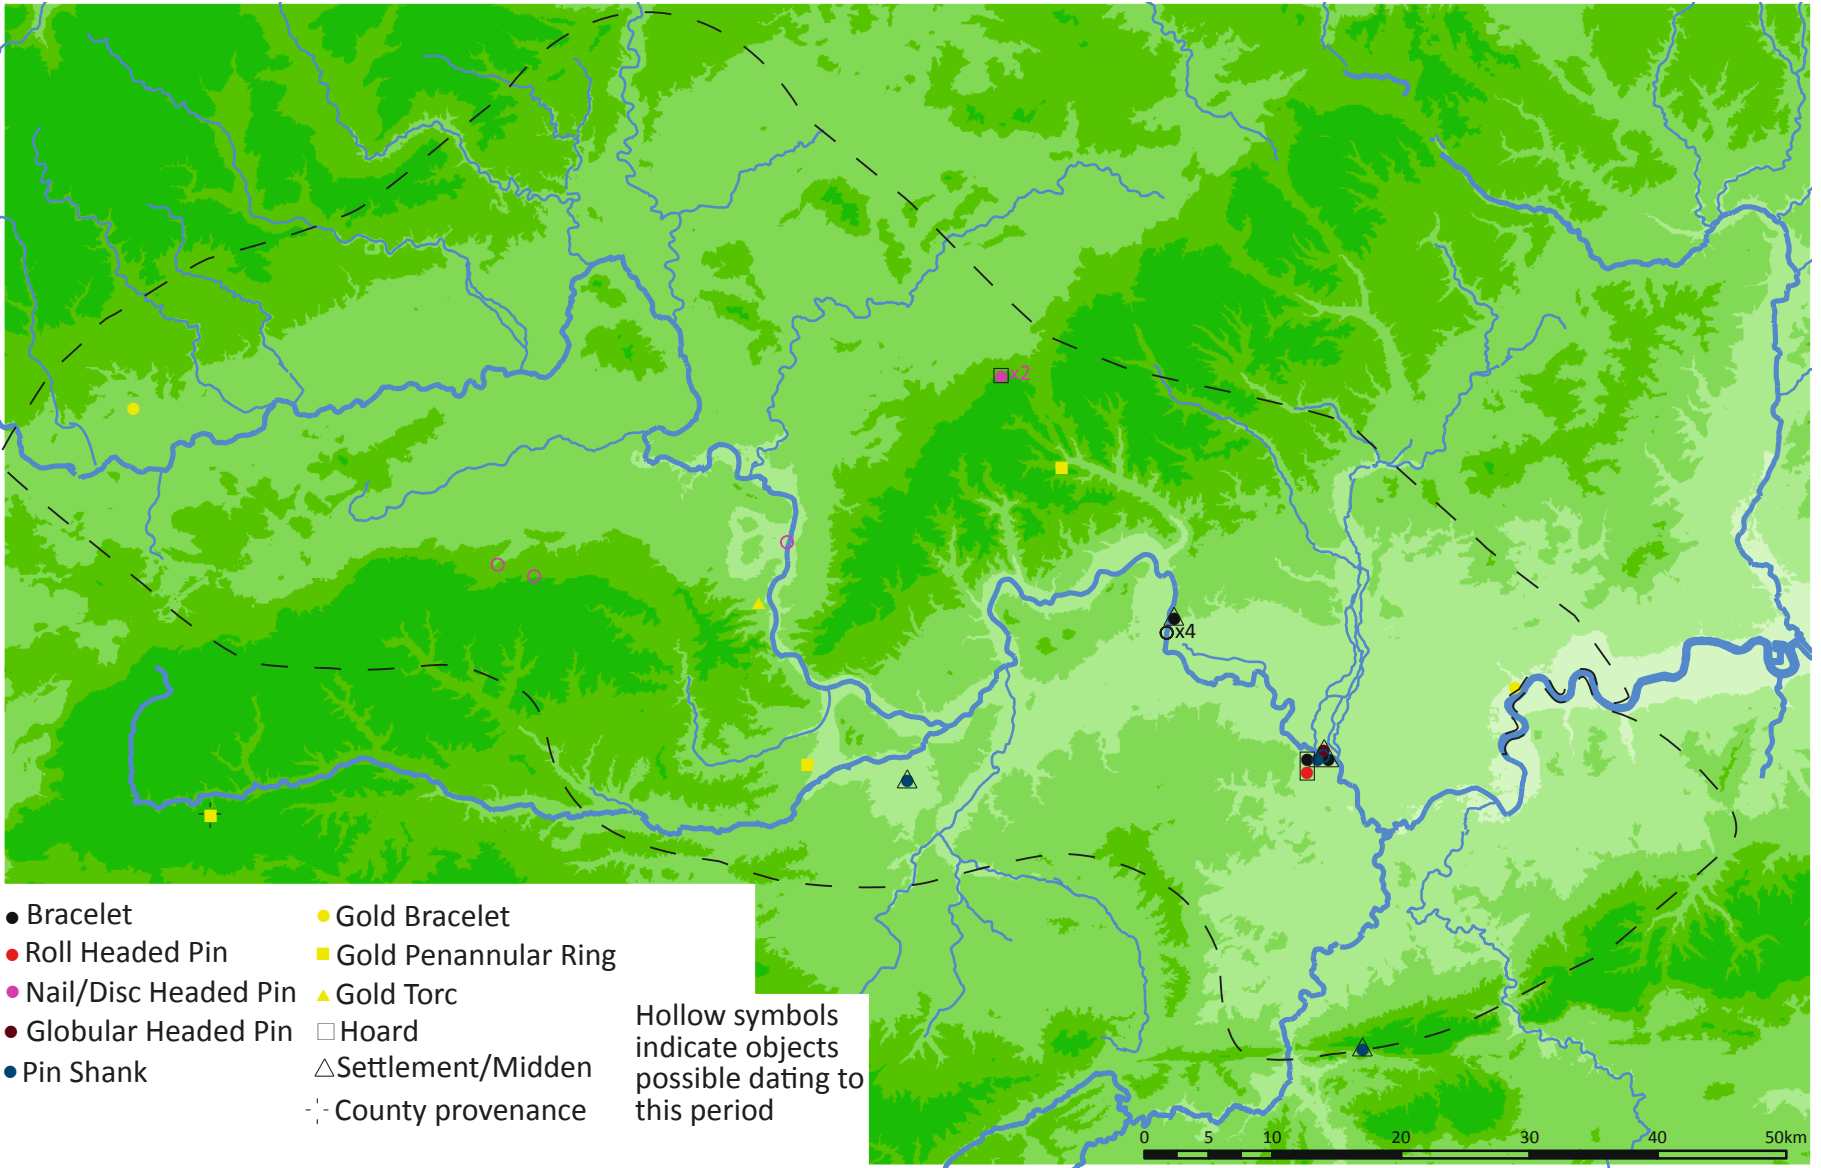 x2
x4
Bracelet
Roll Headed Pin
Nail/Disc Headed Pin
Globular Headed Pin
Pin Shank
Gold Bracelet
Gold Penannular Ring
Gold Torc
Hoard
Settlement/Midden
County provenance
Hollow symbols
indicate objects
possible dating to
this period
0 5 10 20 30 40 50km